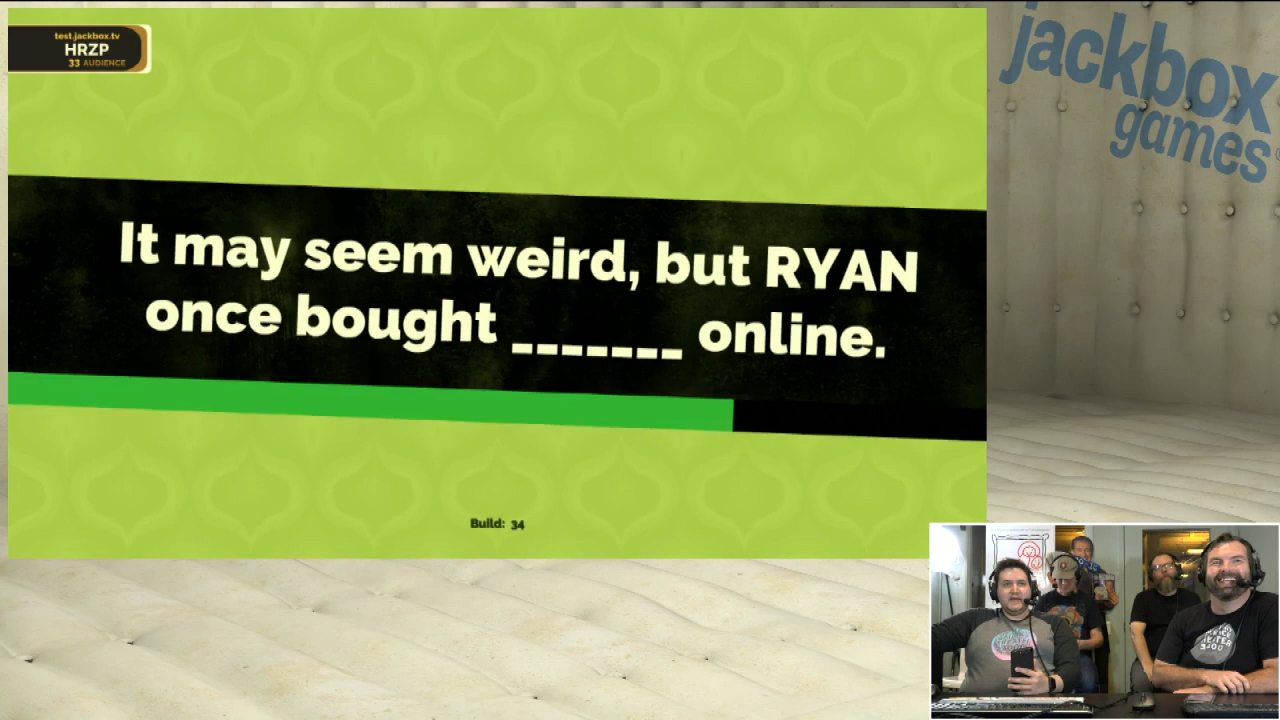 test.jackbox.tv
HRZP
33 AUDIENCE
jackbox
games
It may seem weird, but RYAN
once bought _______ online.
Build: 34